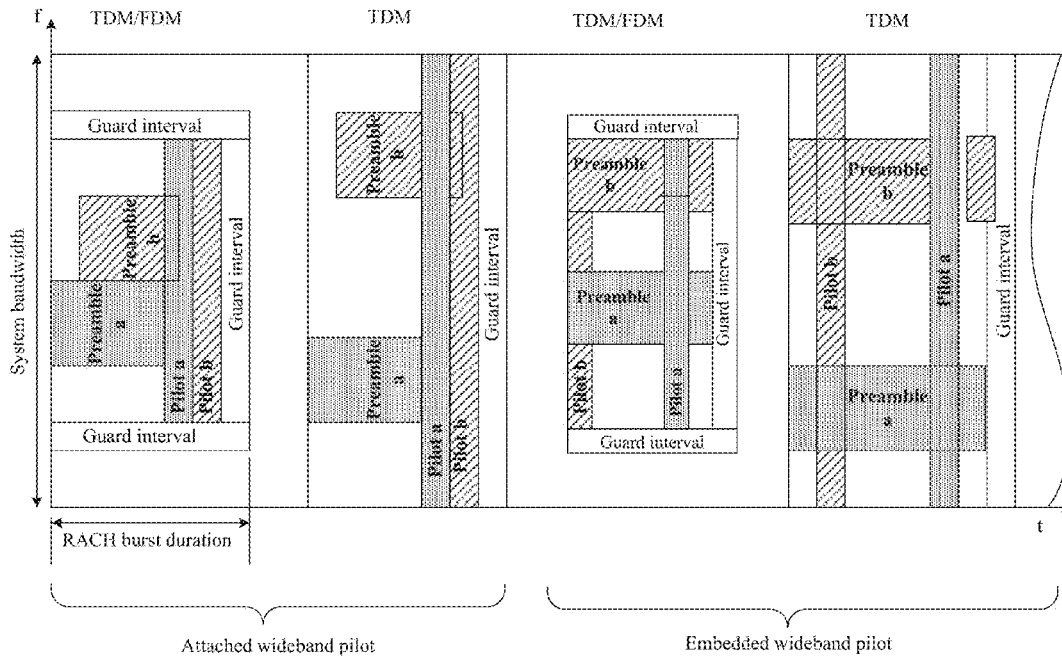 f
TDM/FDM
TDM
TDM/FDM
TDM
System bandwidth
Guard interval
Preamble
b
Preamble
a
Pilot a
Pilot b
Guard interval
Guard interval
Preamble
b
Preamble
a
Pilot a
Pilot b
Guard interval
Guard interval
Preamble
b
Preamble
a
Pilot b
Pilot a
Guard interval
Guard interval
Preamble
b
Pilot b
Pilot a
Preamble
a
Guard interval
t
RACH burst duration
Attached wideband pilot
Embedded wideband pilot